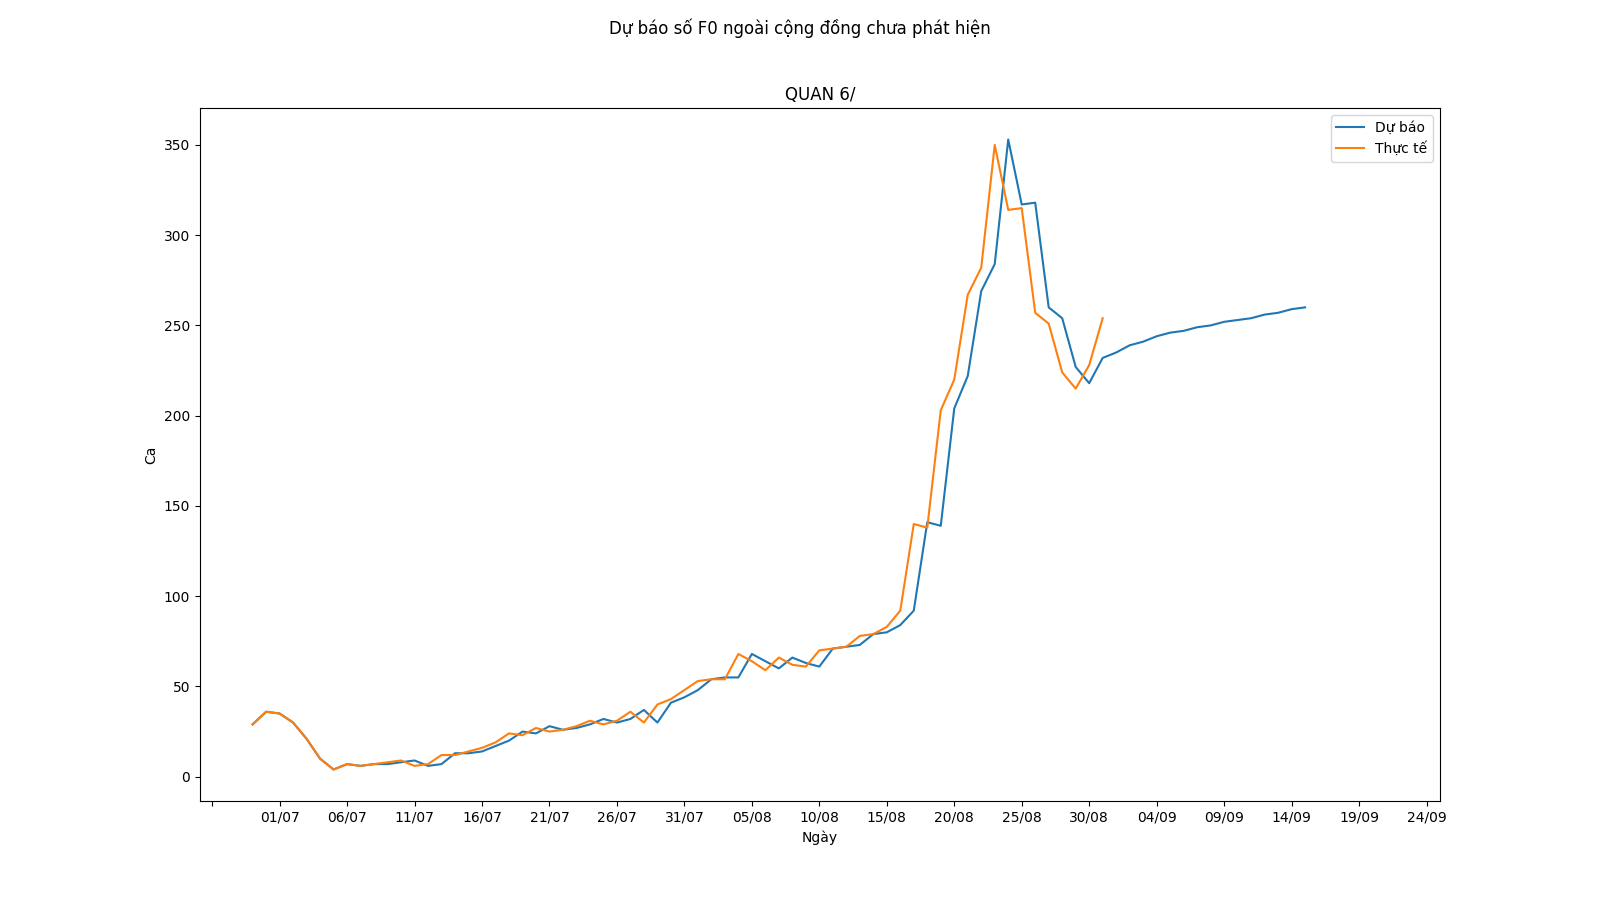 Dự báo số F0 ngoài cộng đồng chưa phát hiện
QUAN 6/
Dự báo
Thực tế
350
300
250
200
150
100
50
0
Ca
01/07 06/07 11/07 16/07 21/07 26/07 31/07 05/08 10/08 15/08 20/08 25/08 30/08 04/09 09/09 14/09 19/09 24/09
Ngày